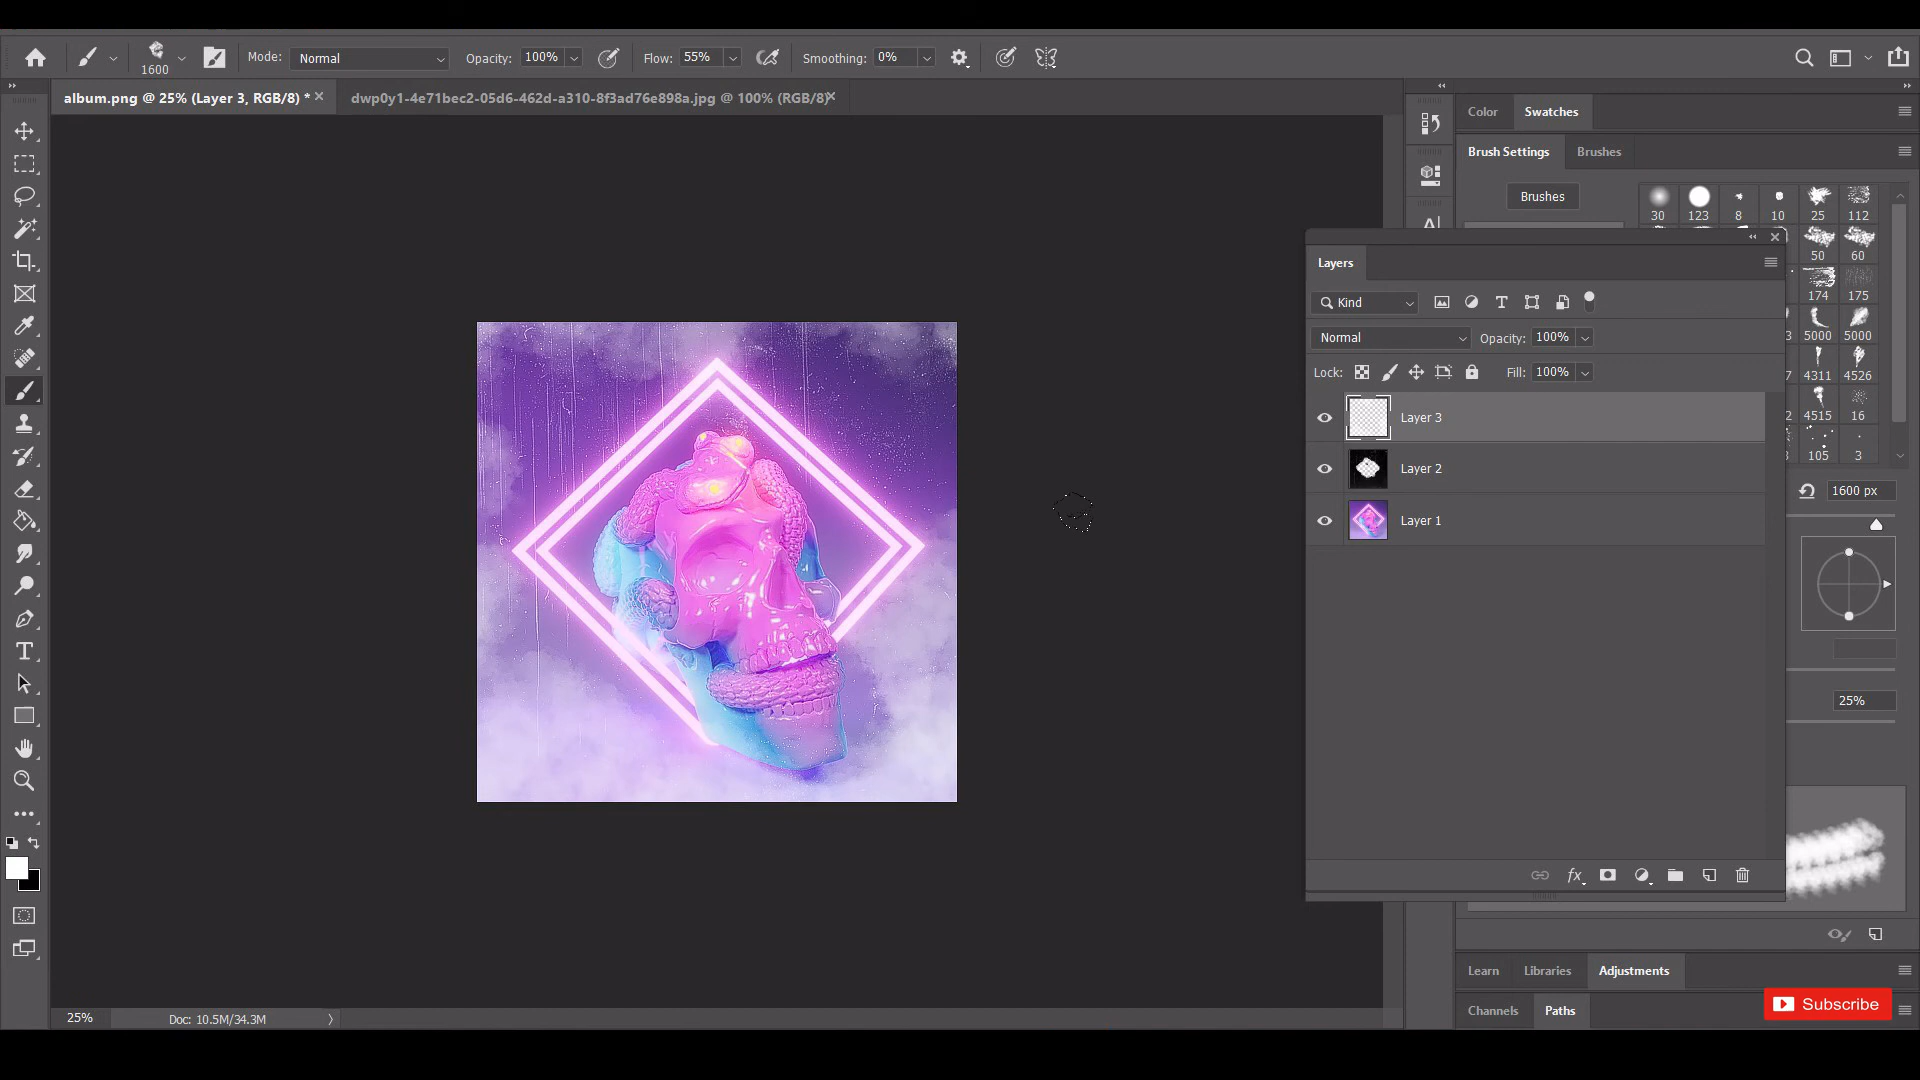 1600
Mode: Normal Opacity: 100% Flow: 55% Smoothing: 0%
album.png @ 25% (Layer 3, RGB/8) *
dwp0y1-4e71bec2-05d6-462d-a310-8f3ad76e898a.jpg @ 100% (RGB/8)
Color Swatches
Brush Settings Brushes
Brushes
30 123 8 10 25 112
50 60
174 175
5000 5000
4311 4526
4515 16
105 3
Layers
Kind
Normal Opacity: 100%
Lock: Fill: 100%
Layer 3
Layer 2
Layer 1
fx
1600 px
25%
Learn Libraries Adjustments
Channels Paths
Subscribe
25% Doc: 10.5M/34.3M